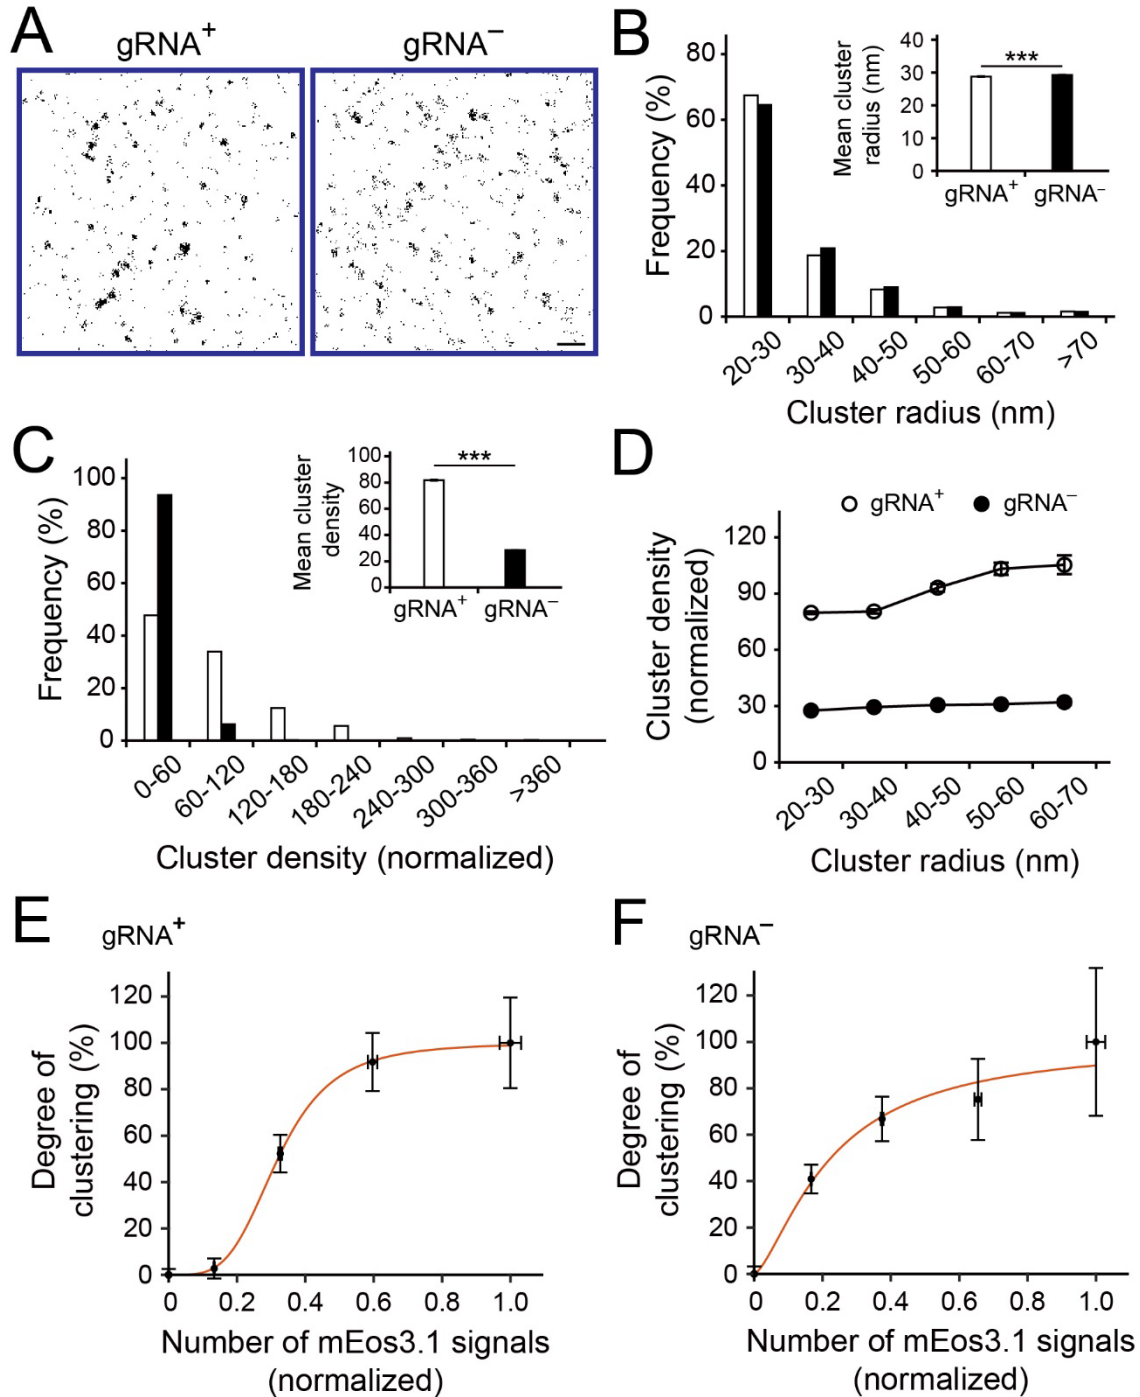 A
gRNA+
gRNA−
B
Frequency (%)
80
60
40
20
0
20-30
30-40
40-50
50-60
60-70
>70
Cluster radius (nm)
Mean cluster
radius (nm)
40
30
20
10
0
***
gRNA+
gRNA−
C
Frequency (%)
100
80
60
40
20
0
0-60
60-120
120-180
180-240
240-300
300-360
>360
Cluster density (normalized)
Mean cluster
density
100
80
60
40
20
0
***
gRNA+
gRNA−
D
gRNA+
gRNA−
Cluster density
(normalized)
120
90
60
30
0
20-30
30-40
40-50
50-60
60-70
Cluster radius (nm)
E
gRNA+
Degree of
clustering (%)
120
100
80
60
40
20
0
0
0.2
0.4
0.6
0.8
1.0
Number of mEos3.1 signals
(normalized)
F
gRNA−
Degree of
clustering (%)
120
100
80
60
40
20
0
0
0.2
0.4
0.6
0.8
1.0
Number of mEos3.1 signals
(normalized)